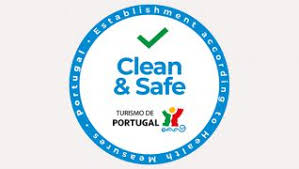 Portugal • Establishment according to Health Measures •
Clean
& Safe
TURISMO DE
PORTUGAL